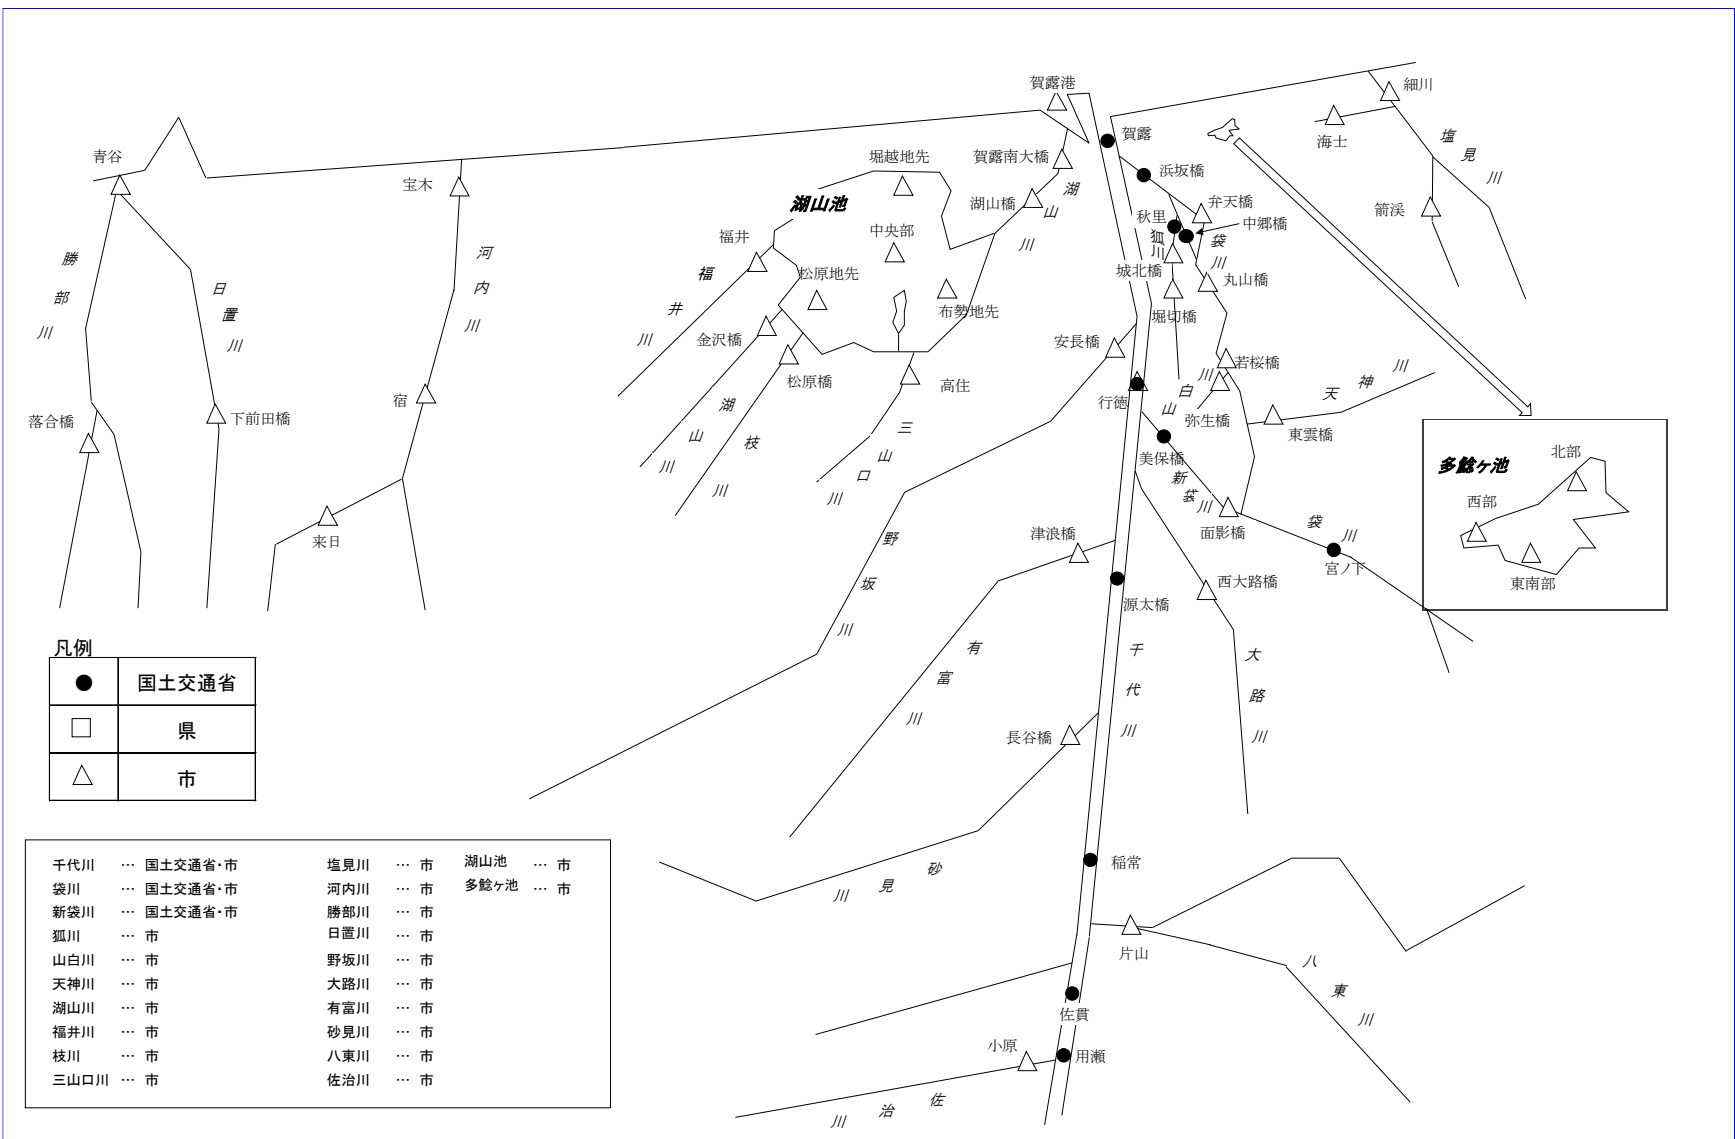 賀露港
細川
賀露
海士
塩見川
青谷
宝木
堀越地先
賀露南大橋
浜坂橋
湖山池
湖山橋
湖山川
弁天橋
秋里
中郷橋
箭渓
福井
中央部
狐川
袋川
勝部川
日置川
河内川
福井川
松原地先
城北橋
丸山橋
布勢地先
堀切橋
金沢橋
安長橋
松原橋
高住
若桜橋
天神川
落合橋
下前田橋
宿
行徳
山白川
弥生橋
東雲橋
湖山川
枝川
三山口川
美保橋
新袋川
多鯰ヶ池
北部
西部
東南部
来日
野坂川
津浪橋
面影橋
袋川
宮ノ下
源太橋
西大路橋
有富川
千代川
大路川
長谷橋
砂見川
稲常
片山
八東川
佐貫
小原
用瀬
佐治川
凡例
● 国土交通省
□ 県
△ 市
千代川 … 国土交通省・市
袋川 … 国土交通省・市
新袋川 … 国土交通省・市
狐川 … 市
山白川 … 市
天神川 … 市
湖山川 … 市
福井川 … 市
枝川 … 市
三山口川 … 市
塩見川 … 市
河内川 … 市
勝部川 … 市
日置川 … 市
野坂川 … 市
大路川 … 市
有富川 … 市
砂見川 … 市
八東川 … 市
佐治川 … 市
湖山池 … 市
多鯰ヶ池 … 市